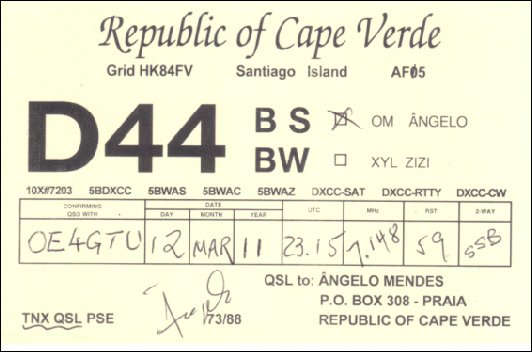 Republic of Cape Verde
Grid HK84FV Santiago Island AF05
D44 BS OM ÂNGELO
BW XYL ZIZI
10X#7203 5BDXCC 5BWAS 5BWAC 5BWAZ DXCC-SAT DXCC-RTTY DXCC-CW
CONFIRMING QSO WITH DATE DAY MONTH YEAR UTC MHz RST 2-WAY
OE4GTU 12 MAR 11 23.15 7.148 59 SSB
QSL to: ÂNGELO MENDES
P.O. BOX 308 - PRAIA
TNX QSL PSE /73/88 REPUBLIC OF CAPE VERDE